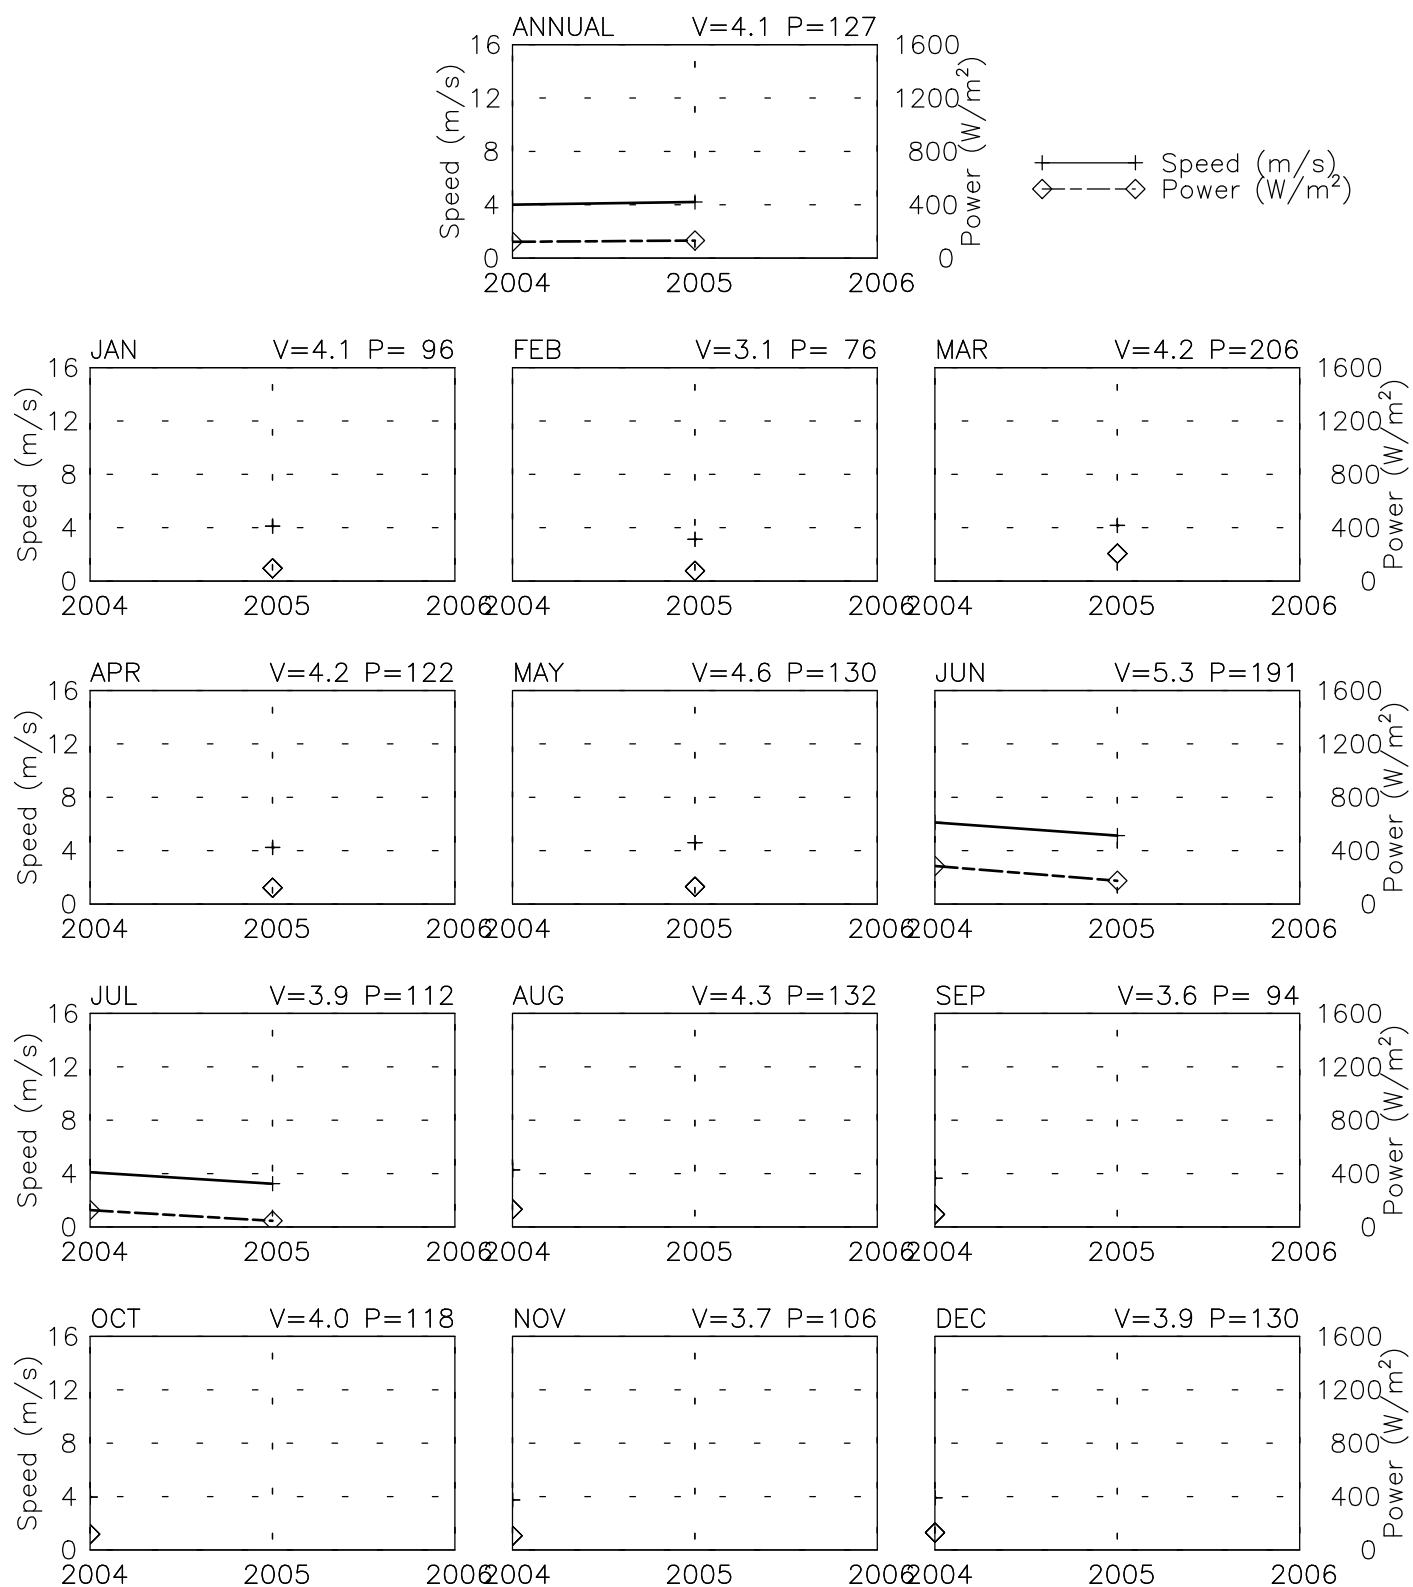 ANNUAL V=4.1 P=127
16 1600
12 1200
8 800
4 400
0 0
Speed (m/s)
Power (W/m²)
2004 2005 2006
Speed (m/s)
Power (W/m²)
JAN V=4.1 P= 96 FEB V=3.1 P= 76 MAR V=4.2 P=206
16 1600
12 1200
8 800
4 400
0 0
Speed (m/s)
Power (W/m²)
2004 2005 2006 2004 2005 2006 2004 2005 2006
APR V=4.2 P=122 MAY V=4.6 P=130 JUN V=5.3 P=191
16 1600
12 1200
8 800
4 400
0 0
Speed (m/s)
Power (W/m²)
2004 2005 2006 2004 2005 2006 2004 2005 2006
JUL V=3.9 P=112 AUG V=4.3 P=132 SEP V=3.6 P= 94
16 1600
12 1200
8 800
4 400
0 0
Speed (m/s)
Power (W/m²)
2004 2005 2006 2004 2005 2006 2004 2005 2006
OCT V=4.0 P=118 NOV V=3.7 P=106 DEC V=3.9 P=130
16 1600
12 1200
8 800
4 400
0 0
Speed (m/s)
Power (W/m²)
2004 2005 2006 2004 2005 2006 2004 2005 2006